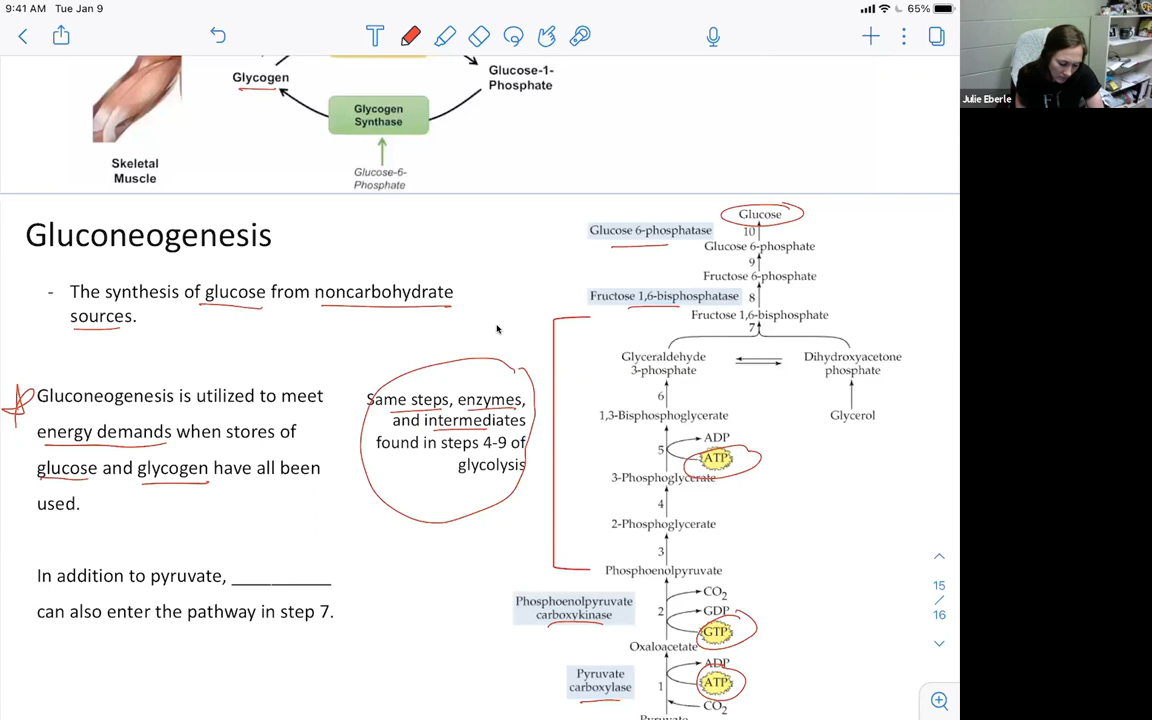 9:41 AM Tue Jan 9
65%
Julie Eberle
Glycogen
Glucose-1-
Phosphate
Glycogen
Synthase
Skeletal
Muscle
Glucose-6-
Phosphate
Gluconeogenesis
- The synthesis of glucose from noncarbohydrate
sources.
Gluconeogenesis is utilized to meet
energy demands when stores of
glucose and glycogen have all been
used.
In addition to pyruvate, __________
can also enter the pathway in step 7.
Same steps, enzymes,
and intermediates
found in steps 4-9 of
glycolysis
Glucose
Glucose 6-phosphatase
10
Glucose 6-phosphate
9
Fructose 6-phosphate
Fructose 1,6-bisphosphatase
8
Fructose 1,6-bisphosphate
7
Glyceraldehyde
3-phosphate
Dihydroxyacetone
phosphate
6
1,3-Bisphosphoglycerate
Glycerol
ADP
5
ATP
3-Phosphoglycerate
4
2-Phosphoglycerate
3
Phosphoenolpyruvate
CO2
Phosphoenolpyruvate
carboxykinase
2
GDP
GTP
Oxaloacetate
ADP
Pyruvate
carboxylase
1
ATP
CO2
Pyruvate
15
/
16